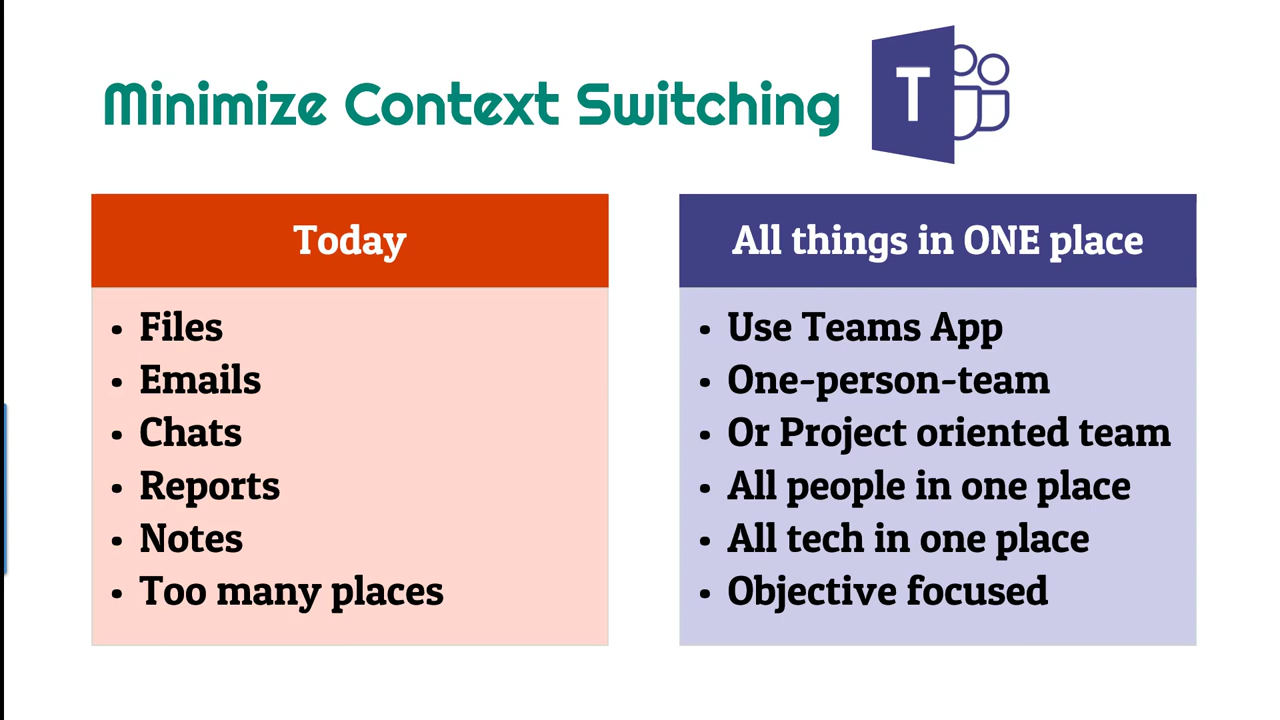 Minimize Context Switching
T
Today
• Files
• Emails
• Chats
• Reports
• Notes
• Too many places
All things in ONE place
• Use Teams App
• One-person-team
• Or Project oriented team
• All people in one place
• All tech in one place
• Objective focused